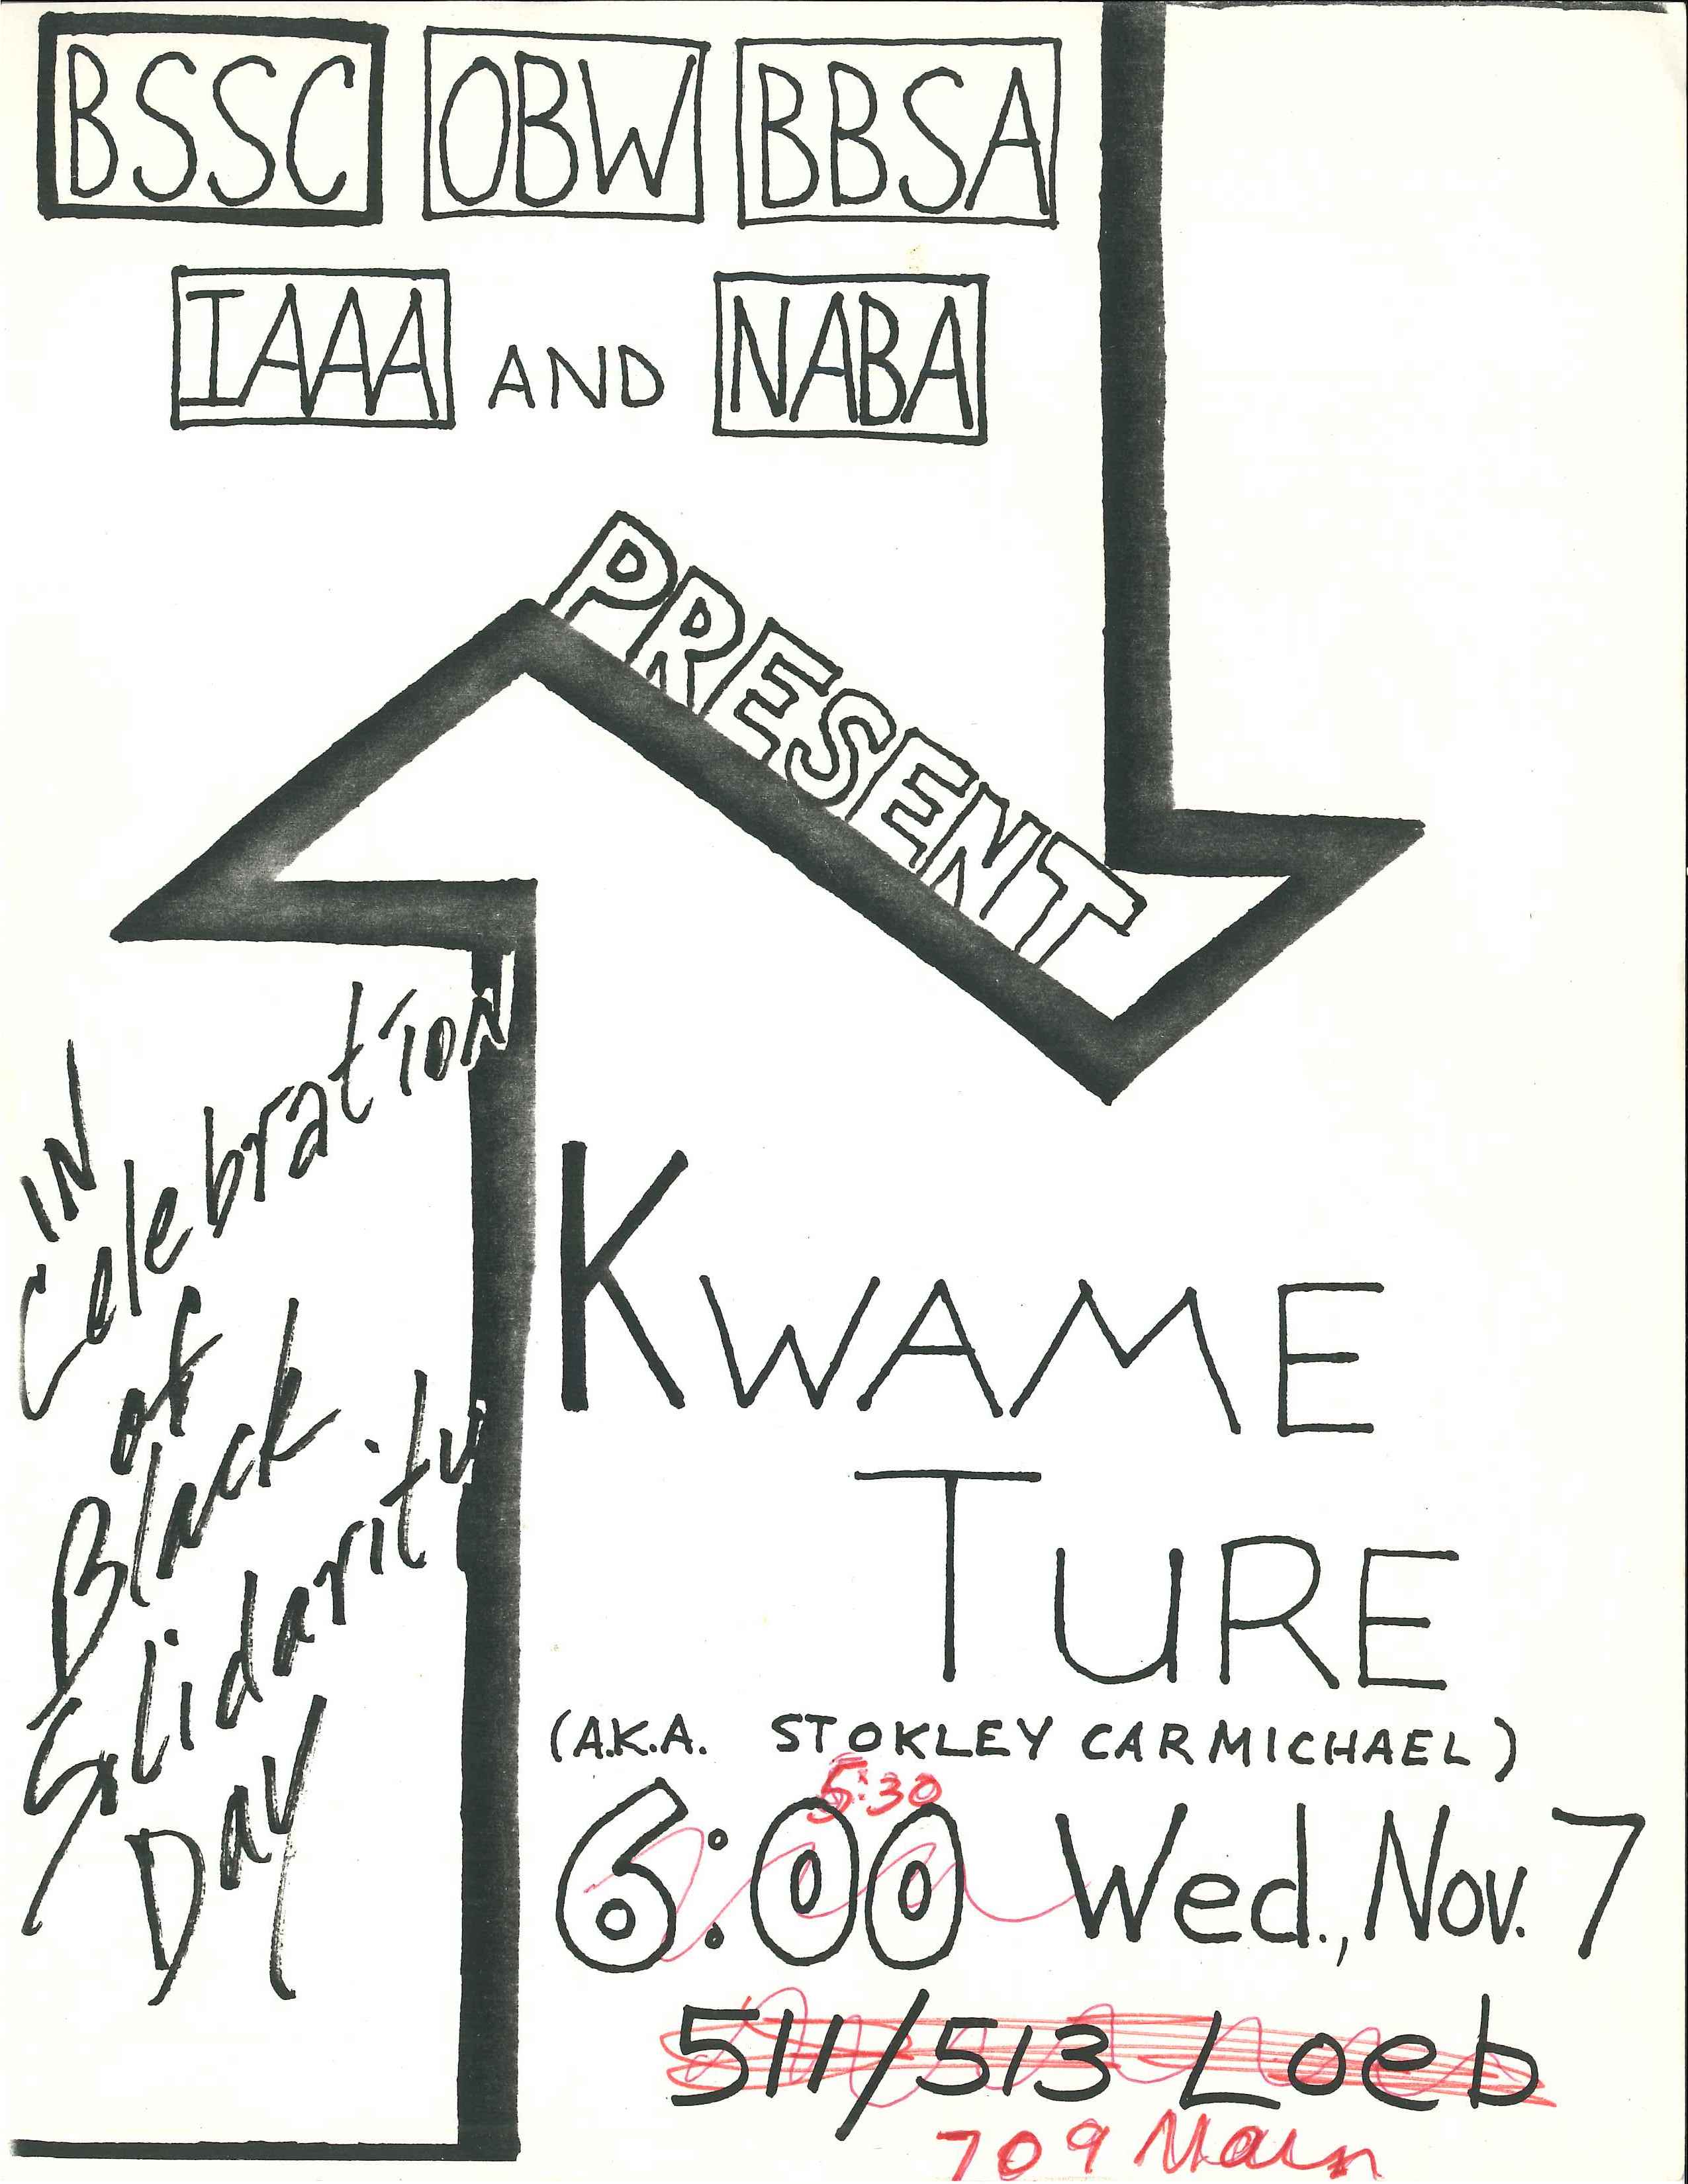 BSSC OBW BBSA
IAAA AND NABA
PRESENT
IN
Celebration
of
Black
Solidarity
Day
KWAME
TURE
(A.K.A. STOKLEY CARMICHAEL)
5:30
6:00 Wed., Nov. 7
511/513 Loeb
709 Main